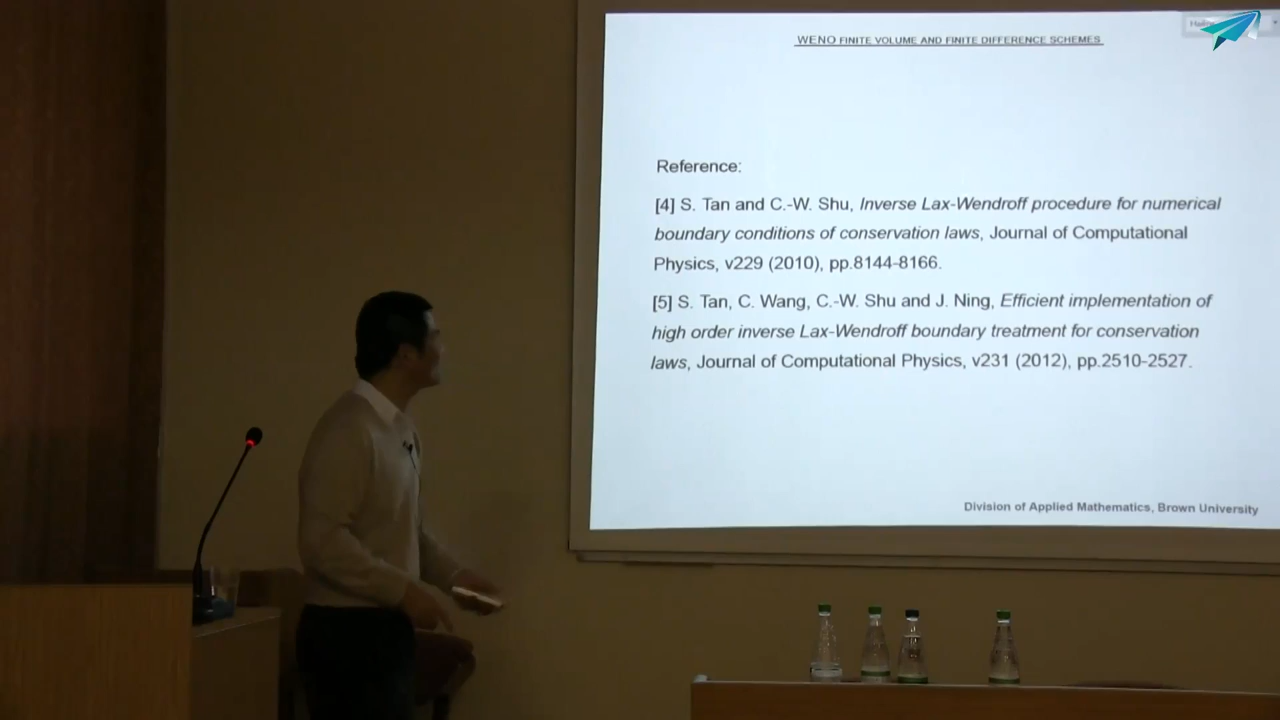 WENO FINITE VOLUME AND FINITE DIFFERENCE SCHEMES
Reference:
[4] S. Tan and C.-W. Shu, Inverse Lax-Wendroff procedure for numerical
boundary conditions of conservation laws, Journal of Computational
Physics, v229 (2010), pp.8144-8166.
[5] S. Tan, C. Wang, C.-W. Shu and J. Ning, Efficient implementation of
high order inverse Lax-Wendroff boundary treatment for conservation
laws, Journal of Computational Physics, v231 (2012), pp.2510-2527.
Division of Applied Mathematics, Brown University